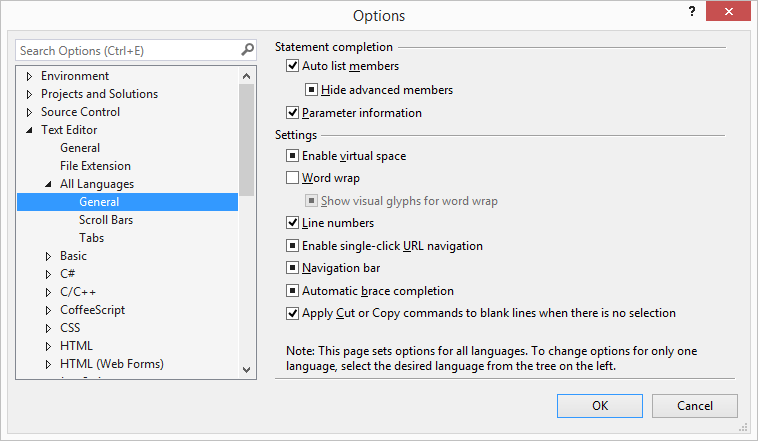 Options
?
Search Options (Ctrl+E)
Environment
Projects and Solutions
Source Control
Text Editor
General
File Extension
All Languages
General
Scroll Bars
Tabs
Basic
C#
C/C++
CoffeeScript
CSS
HTML
HTML (Web Forms)
Statement completion
Auto list members
Hide advanced members
Parameter information
Settings
Enable virtual space
Word wrap
Show visual glyphs for word wrap
Line numbers
Enable single-click URL navigation
Navigation bar
Automatic brace completion
Apply Cut or Copy commands to blank lines when there is no selection
Note: This page sets options for all languages. To change options for only one
language, select the desired language from the tree on the left.
OK
Cancel